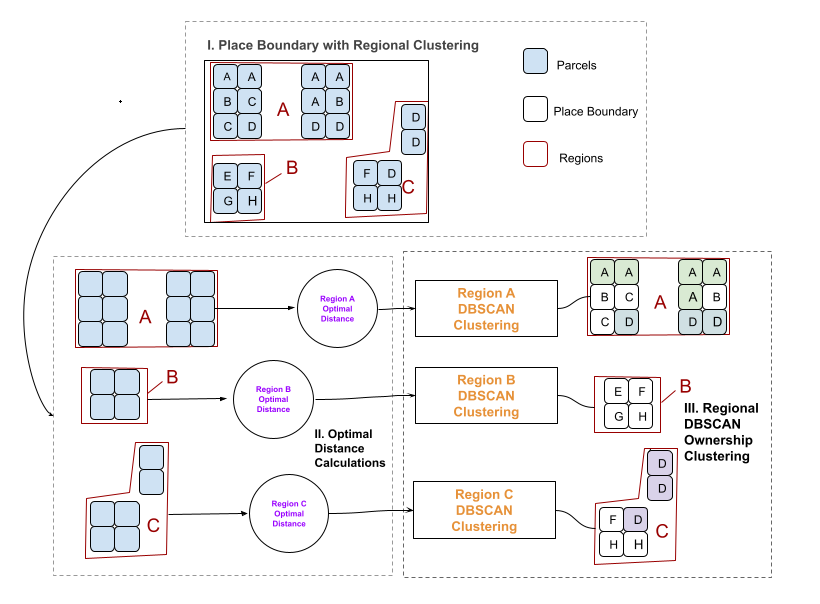 I. Place Boundary with Regional Clustering
Parcels
Place Boundary
Regions
A A A A
B C A A B
C D D D
D
D
B
E F
G H
F D
H H
C
A
Region A
Optimal
Distance
Region A
DBSCAN
Clustering
A A A A
B C A B
A
C D D D
B
Region B
Optimal
Distance
Region B
DBSCAN
Clustering
E F
G H
B
II. Optimal
Distance
Calculations
III. Regional
DBSCAN
Ownership
Clustering
C
Region C
Optimal
Distance
Region C
DBSCAN
Clustering
D
D
F D
H H
C